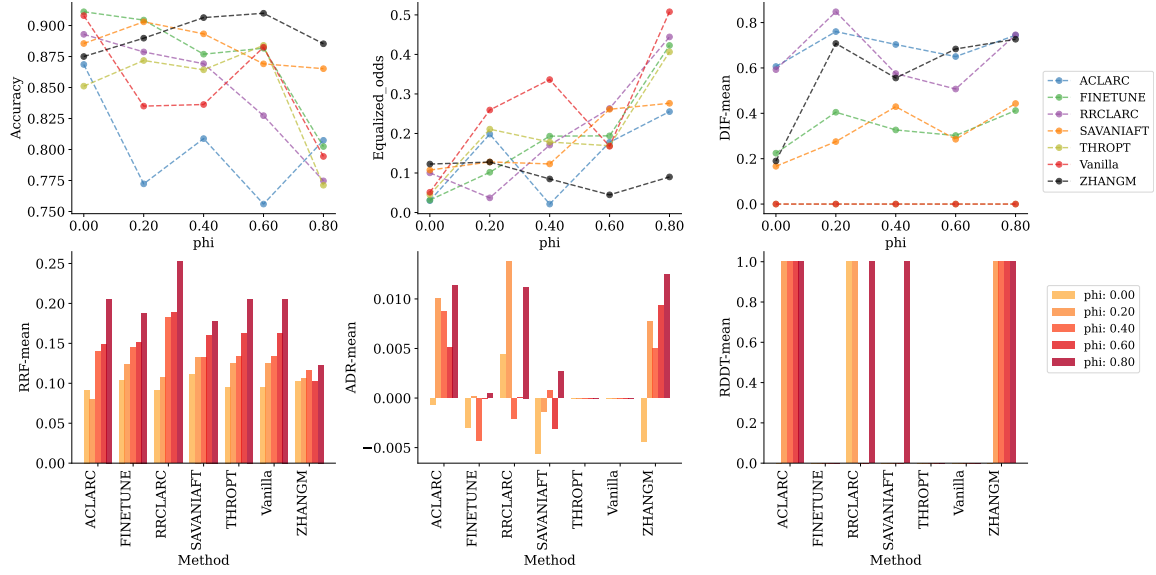 0.900
0.875
0.850
0.825
0.800
0.775
0.750
Accuracy
0.00 0.20 0.40 0.60 0.80
phi
0.5
0.4
0.3
0.2
0.1
0.0
Equalized_odds
0.00 0.20 0.40 0.60 0.80
phi
0.8
0.6
0.4
0.2
0.0
DIF-mean
0.00 0.20 0.40 0.60 0.80
phi
ACLARC
FINETUNE
RRCLARC
SAVANIAFT
THROPT
Vanilla
ZHANGM
0.25
0.20
0.15
0.10
0.05
0.00
RRF-mean
ACLARC
FINETUNE
RRCLARC
SAVANIAFT
THROPT
Vanilla
ZHANGM
Method
0.010
0.005
0.000
−0.005
ADR-mean
ACLARC
FINETUNE
RRCLARC
SAVANIAFT
THROPT
Vanilla
ZHANGM
Method
1.0
0.8
0.6
0.4
0.2
0.0
RDDT-mean
ACLARC
FINETUNE
RRCLARC
SAVANIAFT
THROPT
Vanilla
ZHANGM
Method
phi: 0.00
phi: 0.20
phi: 0.40
phi: 0.60
phi: 0.80